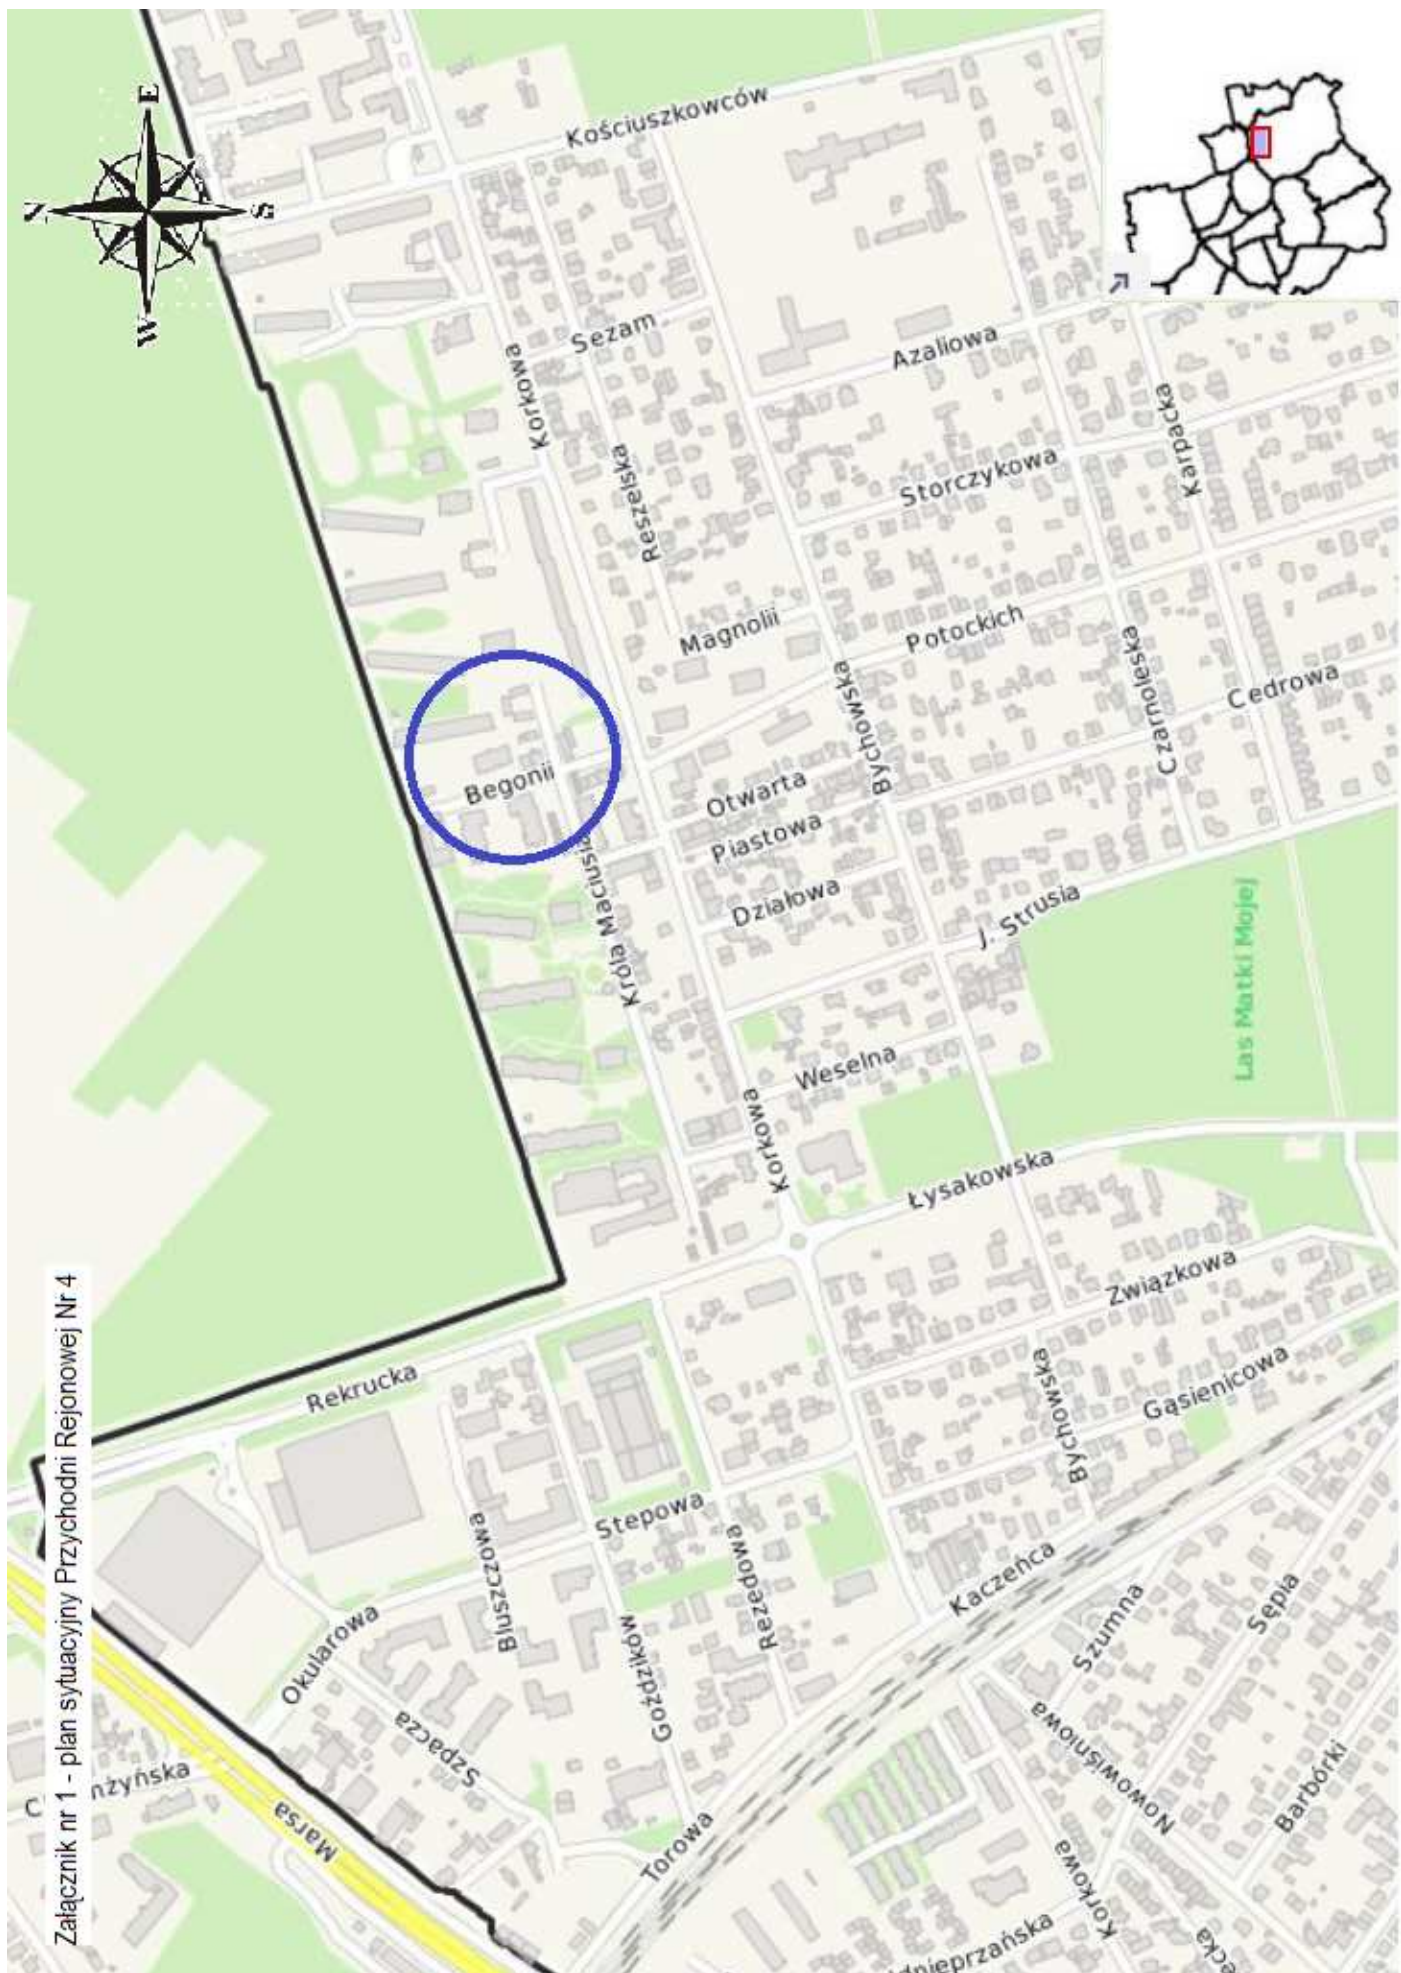 Załącznik nr 1 - plan sytuacyjny Przychodni Rejonowej Nr 4
N
E
S
W
Kościuszkowców
Sezam
Korkowa
Azaliowa
Reszelska
Karpacka
Storczykowa
Magnolii
Potockich
Bychowska
Czarnoleska
Cedrowa
Begonii
Otwarta
Piastowa
Działowa
J. Strusia
Króla Maciusia
Las Matki Mojej
Weselna
Korkowa
Łysakowska
Związkowa
Rekrucka
Bychowska
Gąsienicowa
Stepowa
Bluszczowa
Rezedowa
Kaczeńca
Okularowa
Goździków
Szumna
Sępia
Szpacza
Nowowiśniowa
Marsa
Torowa
Barbórki
Korkowa